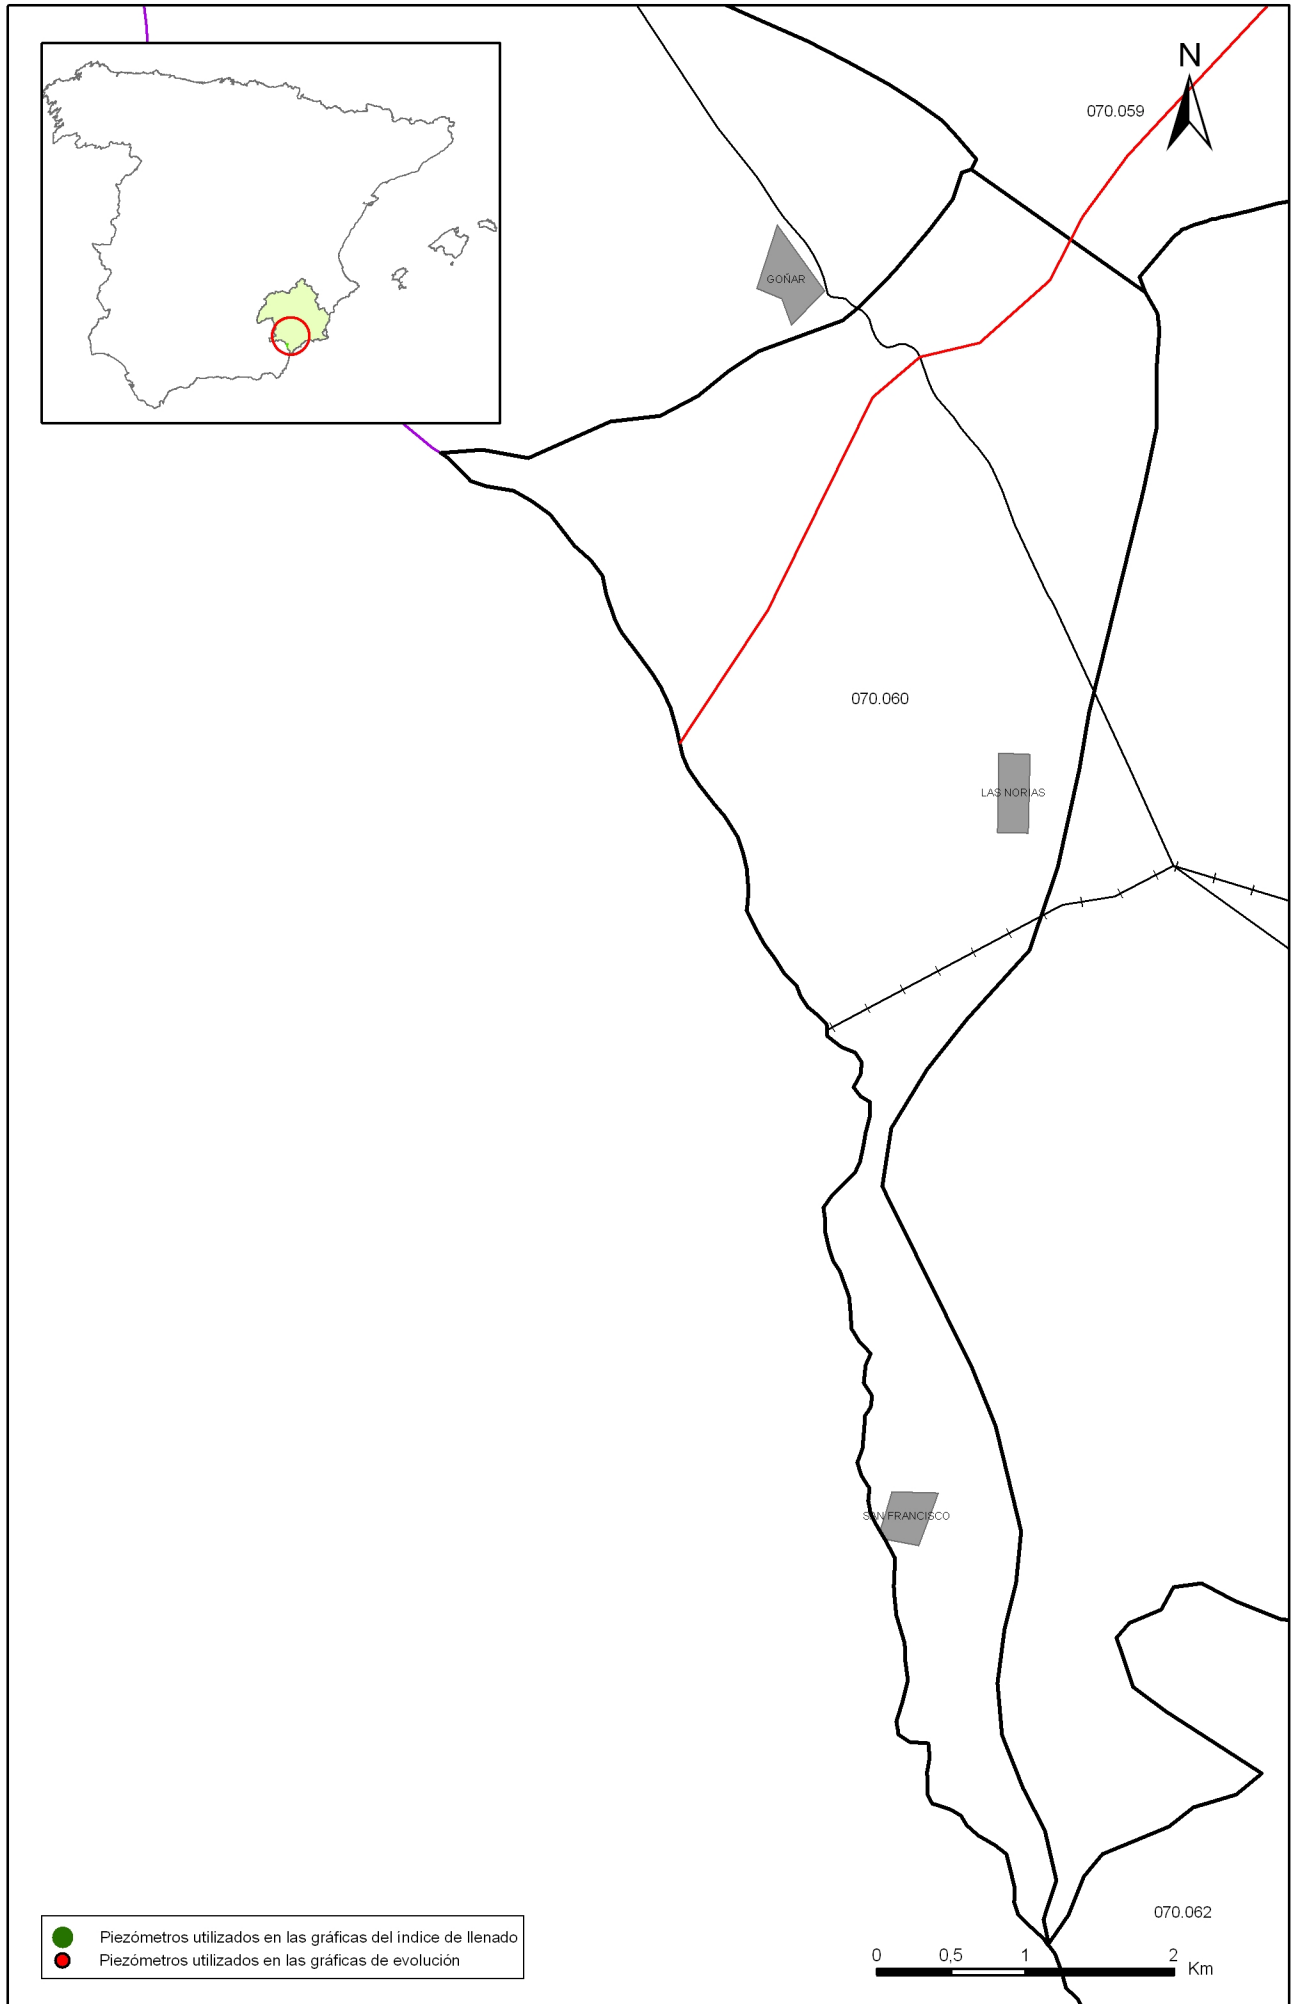 N
070.059
GOÑAR
070.060
LAS NORIAS
SAN FRANCISCO
070.062
Piezómetros utilizados en las gráficas del indice de llenado
Piezómetros utilizados en las gráficas de evolución
0 0,5 1 2
Km